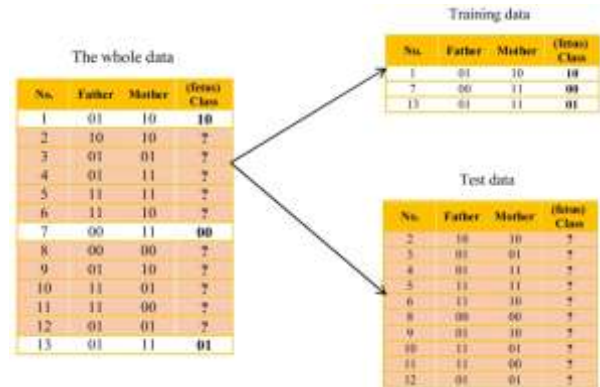 The whole data
No. Father Mother (fetus) Class
1 01 10 10
2 10 10 ?
3 01 01 ?
4 01 11 ?
5 11 11 ?
6 11 10 ?
7 00 11 00
8 00 00 ?
9 01 10 ?
10 11 01 ?
11 11 00 ?
12 01 01 ?
13 01 11 01
Training data
No. Father Mother (fetus) Class
1 01 10 10
7 00 11 00
13 01 11 01
Test data
No. Father Mother (fetus) Class
2 10 10 ?
3 01 01 ?
4 01 11 ?
5 11 11 ?
6 11 10 ?
8 00 00 ?
9 01 10 ?
10 11 01 ?
11 11 00 ?
12 01 01 ?